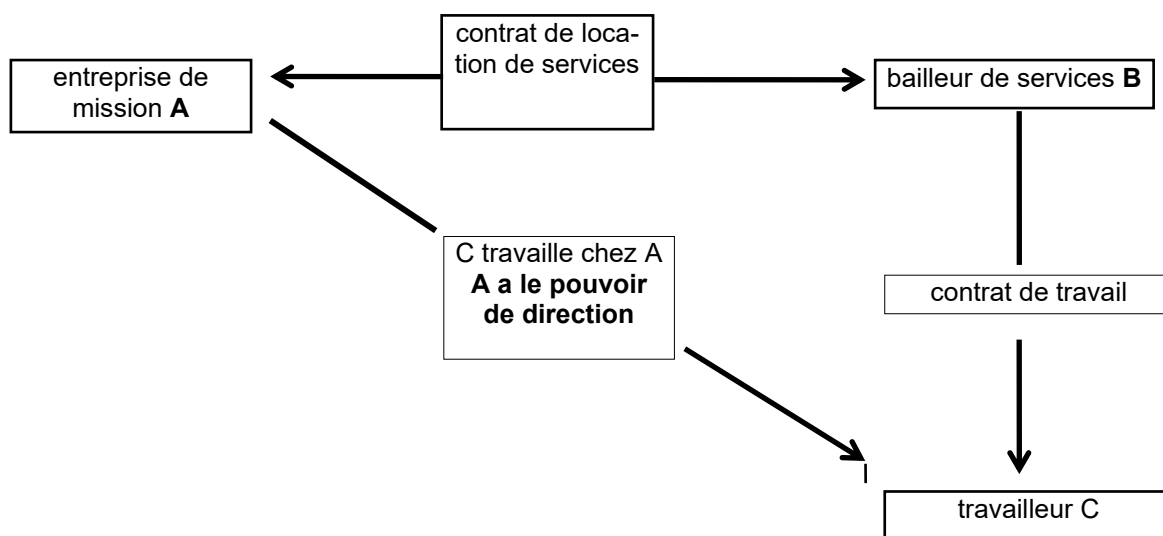 contrat de loca-
tion de services
entreprise de
mission A
bailleur de services B
C travaille chez A
A a le pouvoir
de direction
contrat de travail
travailleur C